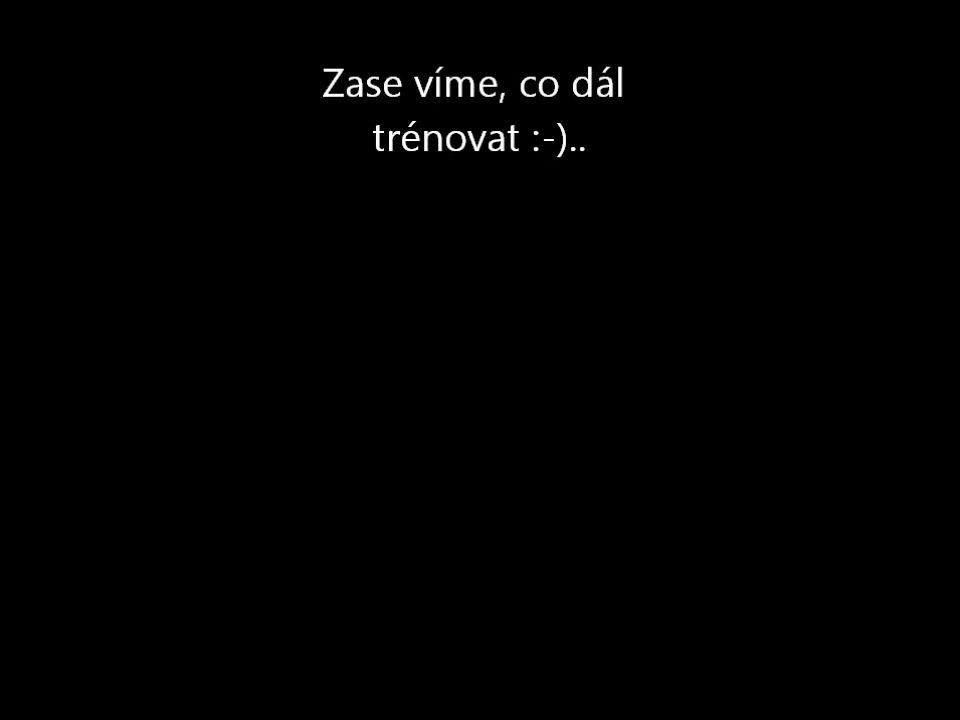 Zase víme, co dál
trénovat :-)..